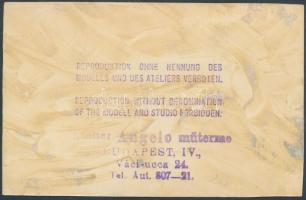 REPRODUKTION OHNE NENNUNG DES
MODELLS UND DES ATELIERS VERBOTEN.
REPRODUCTION WITHOUT DENOMINATION
OF THE MODELL AND STUDIO FORBIDDEN.
Angelo műterme
BUDAPEST, IV.,
Váci-ucca 24.
Tel. Aut. 807—21.